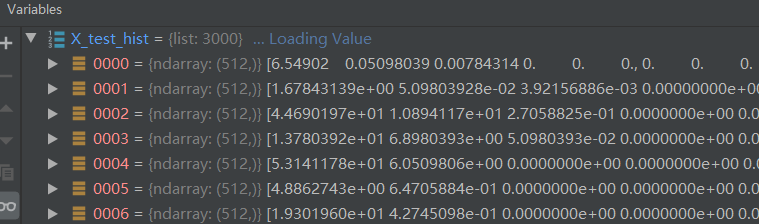 Variables
X_test_hist = {list: 3000} ... Loading Value
0000 = {ndarray: (512,)} [6.54902 0.05098039 0.00784314 0. 0. 0., 0. 0. 0.
0001 = {ndarray: (512,)} [1.67843139e+00 5.09803928e-02 3.92156886e-03 0.00000000e+00
0002 = {ndarray: (512,)} [4.4690197e+01 1.0894117e+01 2.7058825e-01 0.0000000e+00 0.0
0003 = {ndarray: (512,)} [1.3780392e+01 6.8980393e+00 5.0980393e-02 0.0000000e+00 0.0
0004 = {ndarray: (512,)} [5.3141178e+01 6.0509806e+00 0.0000000e+00 0.0000000e+00 0.0
0005 = {ndarray: (512,)} [4.8862743e+00 6.4705884e-01 0.0000000e+00 0.0000000e+00 0.0
0006 = {ndarray: (512,)} [1.9301960e+01 4.2745098e-01 0.0000000e+00 0.0000000e+00 0.0